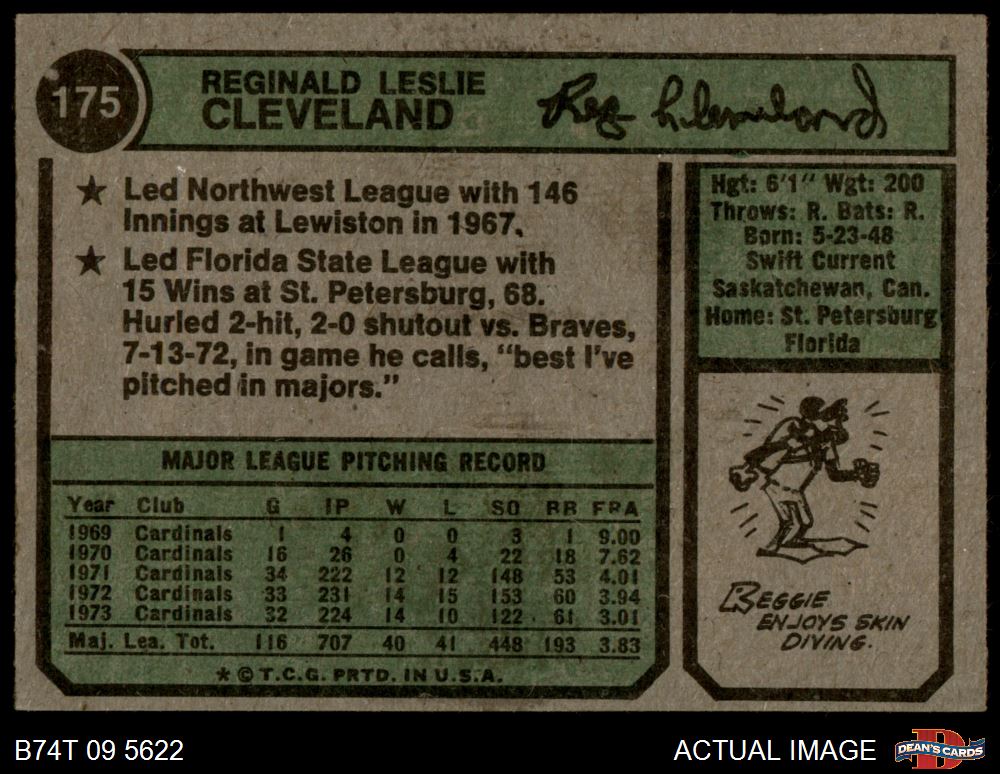 175
REGINALD LESLIE
CLEVELAND
Reg Cleveland
★ Led Northwest League with 146
Innings at Lewiston in 1967.
★ Led Florida State League with
15 Wins at St. Petersburg, 68.
Hurled 2-hit, 2-0 shutout vs. Braves,
7-13-72, in game he calls, “best I’ve
pitched in majors.”
Hgt: 6'1" Wgt: 200
Throws: R. Bats: R.
Born: 5-23-48
Swift Current
Saskatchewan, Can.
Home: St. Petersburg
Florida
MAJOR LEAGUE PITCHING RECORD
Year Club G IP W L SO BB ERA
1969 Cardinals 1 4 0 0 3 1 9.00
1970 Cardinals 16 26 0 4 22 18 7.62
1971 Cardinals 34 222 12 12 148 53 4.01
1972 Cardinals 33 231 14 15 153 60 3.94
1973 Cardinals 32 224 14 10 122 61 3.01
Maj. Lea. Tot. 116 707 40 41 448 193 3.83
* © T.C.G. PRTD. IN U.S.A.
REGGIE
ENJOYS SKIN
DIVING.
B74T 09 5622
ACTUAL IMAGE
DEAN'S CARDS